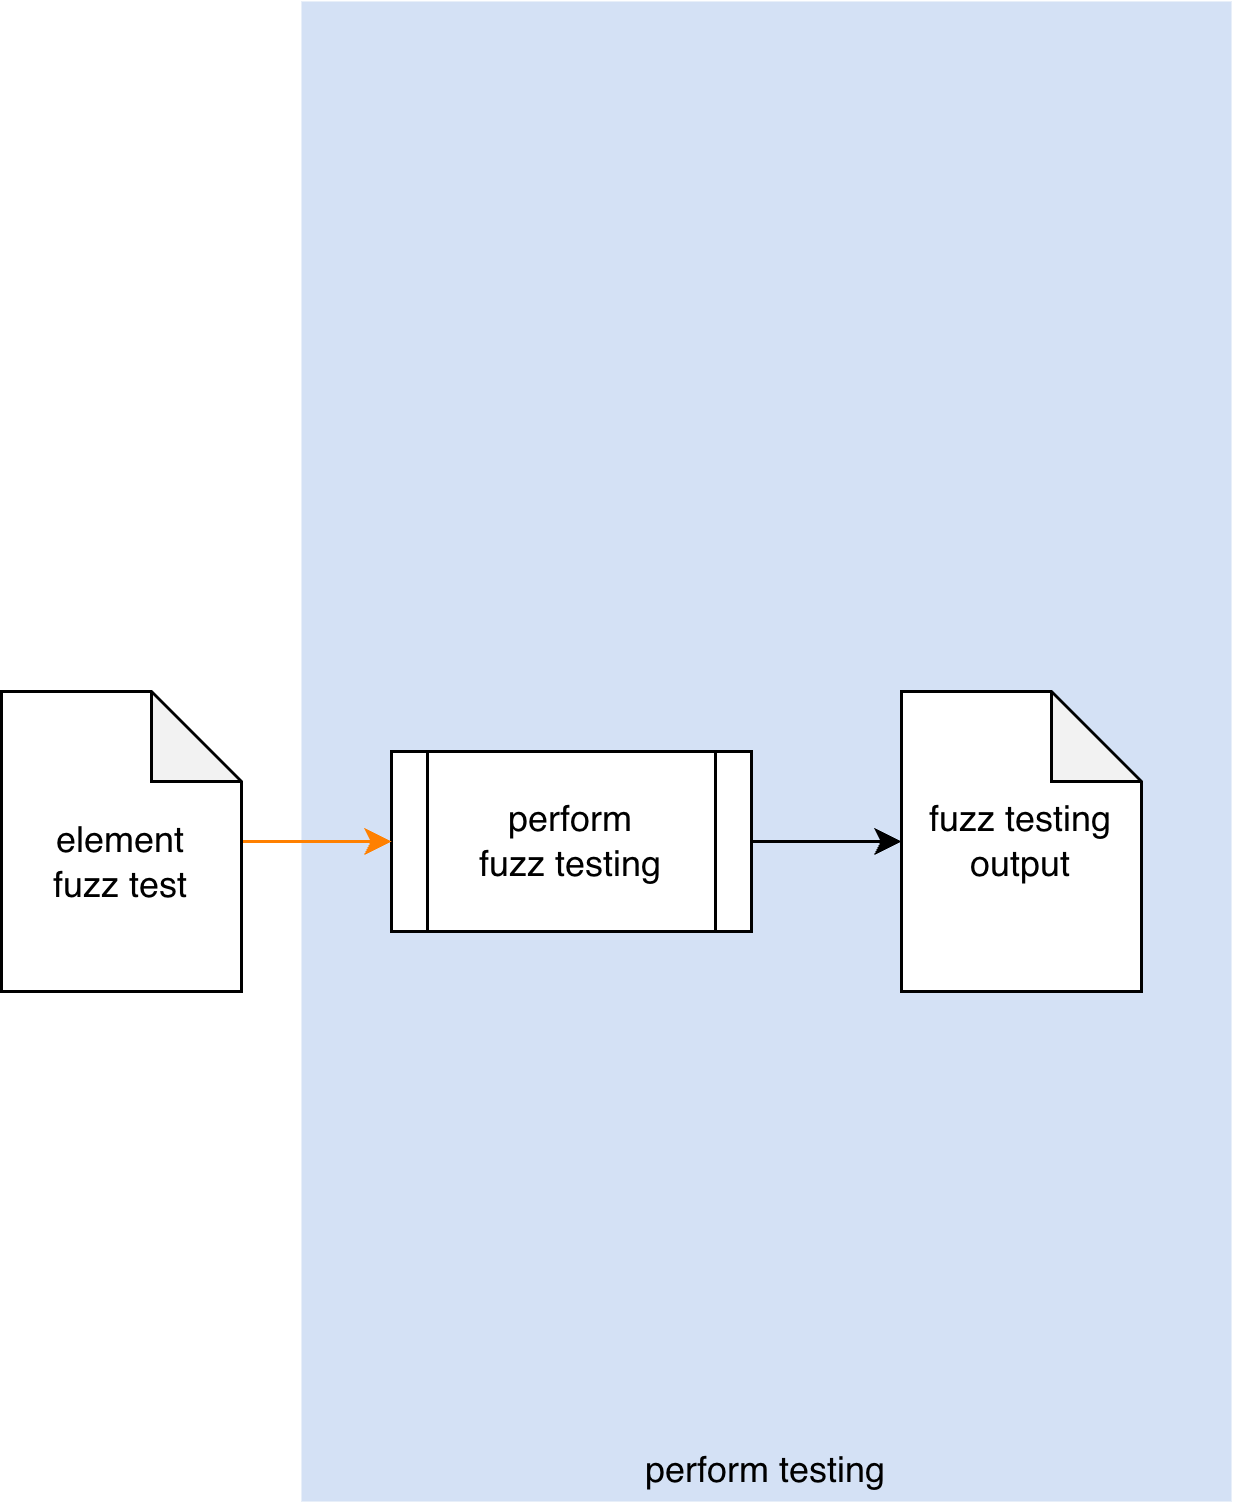 element
fuzz test
perform
fuzz testing
fuzz testing
output
perform testing